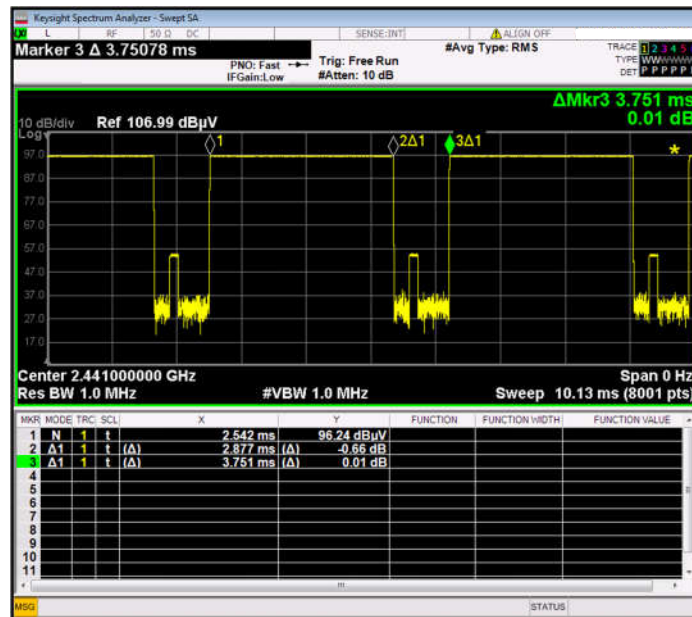 Keysight Spectrum Analyzer - Swept SA
L RF 50 Ω DC SENSE:INT ALIGN OFF
Marker 3 Δ 3.75078 ms
PNO: Fast
IFGain:Low
Trig: Free Run
#Atten: 10 dB
#Avg Type: RMS
TRACE 1 2 3 4 5
TYPE WWWWWW
DET P P P P P
ΔMkr3 3.751 ms
0.01 dB
10 dB/div Ref 106.99 dBμV
Log
1 2Δ1 3Δ1 *
97.0
87.0
77.0
67.0
57.0
47.0
37.0
27.0
17.0
Center 2.441000000 GHz Span 0 Hz
Res BW 1.0 MHz #VBW 1.0 MHz Sweep 10.13 ms (8001 pts)
MKR MODE TRC SCL X Y FUNCTION FUNCTION WIDTH FUNCTION VALUE
1 N 1 t 2.542 ms 96.24 dBμV
2 Δ1 1 t (Δ) 2.877 ms (Δ) -0.66 dB
3 Δ1 1 t (Δ) 3.751 ms (Δ) 0.01 dB
4
5
6
7
8
9
10
11
MSG STATUS